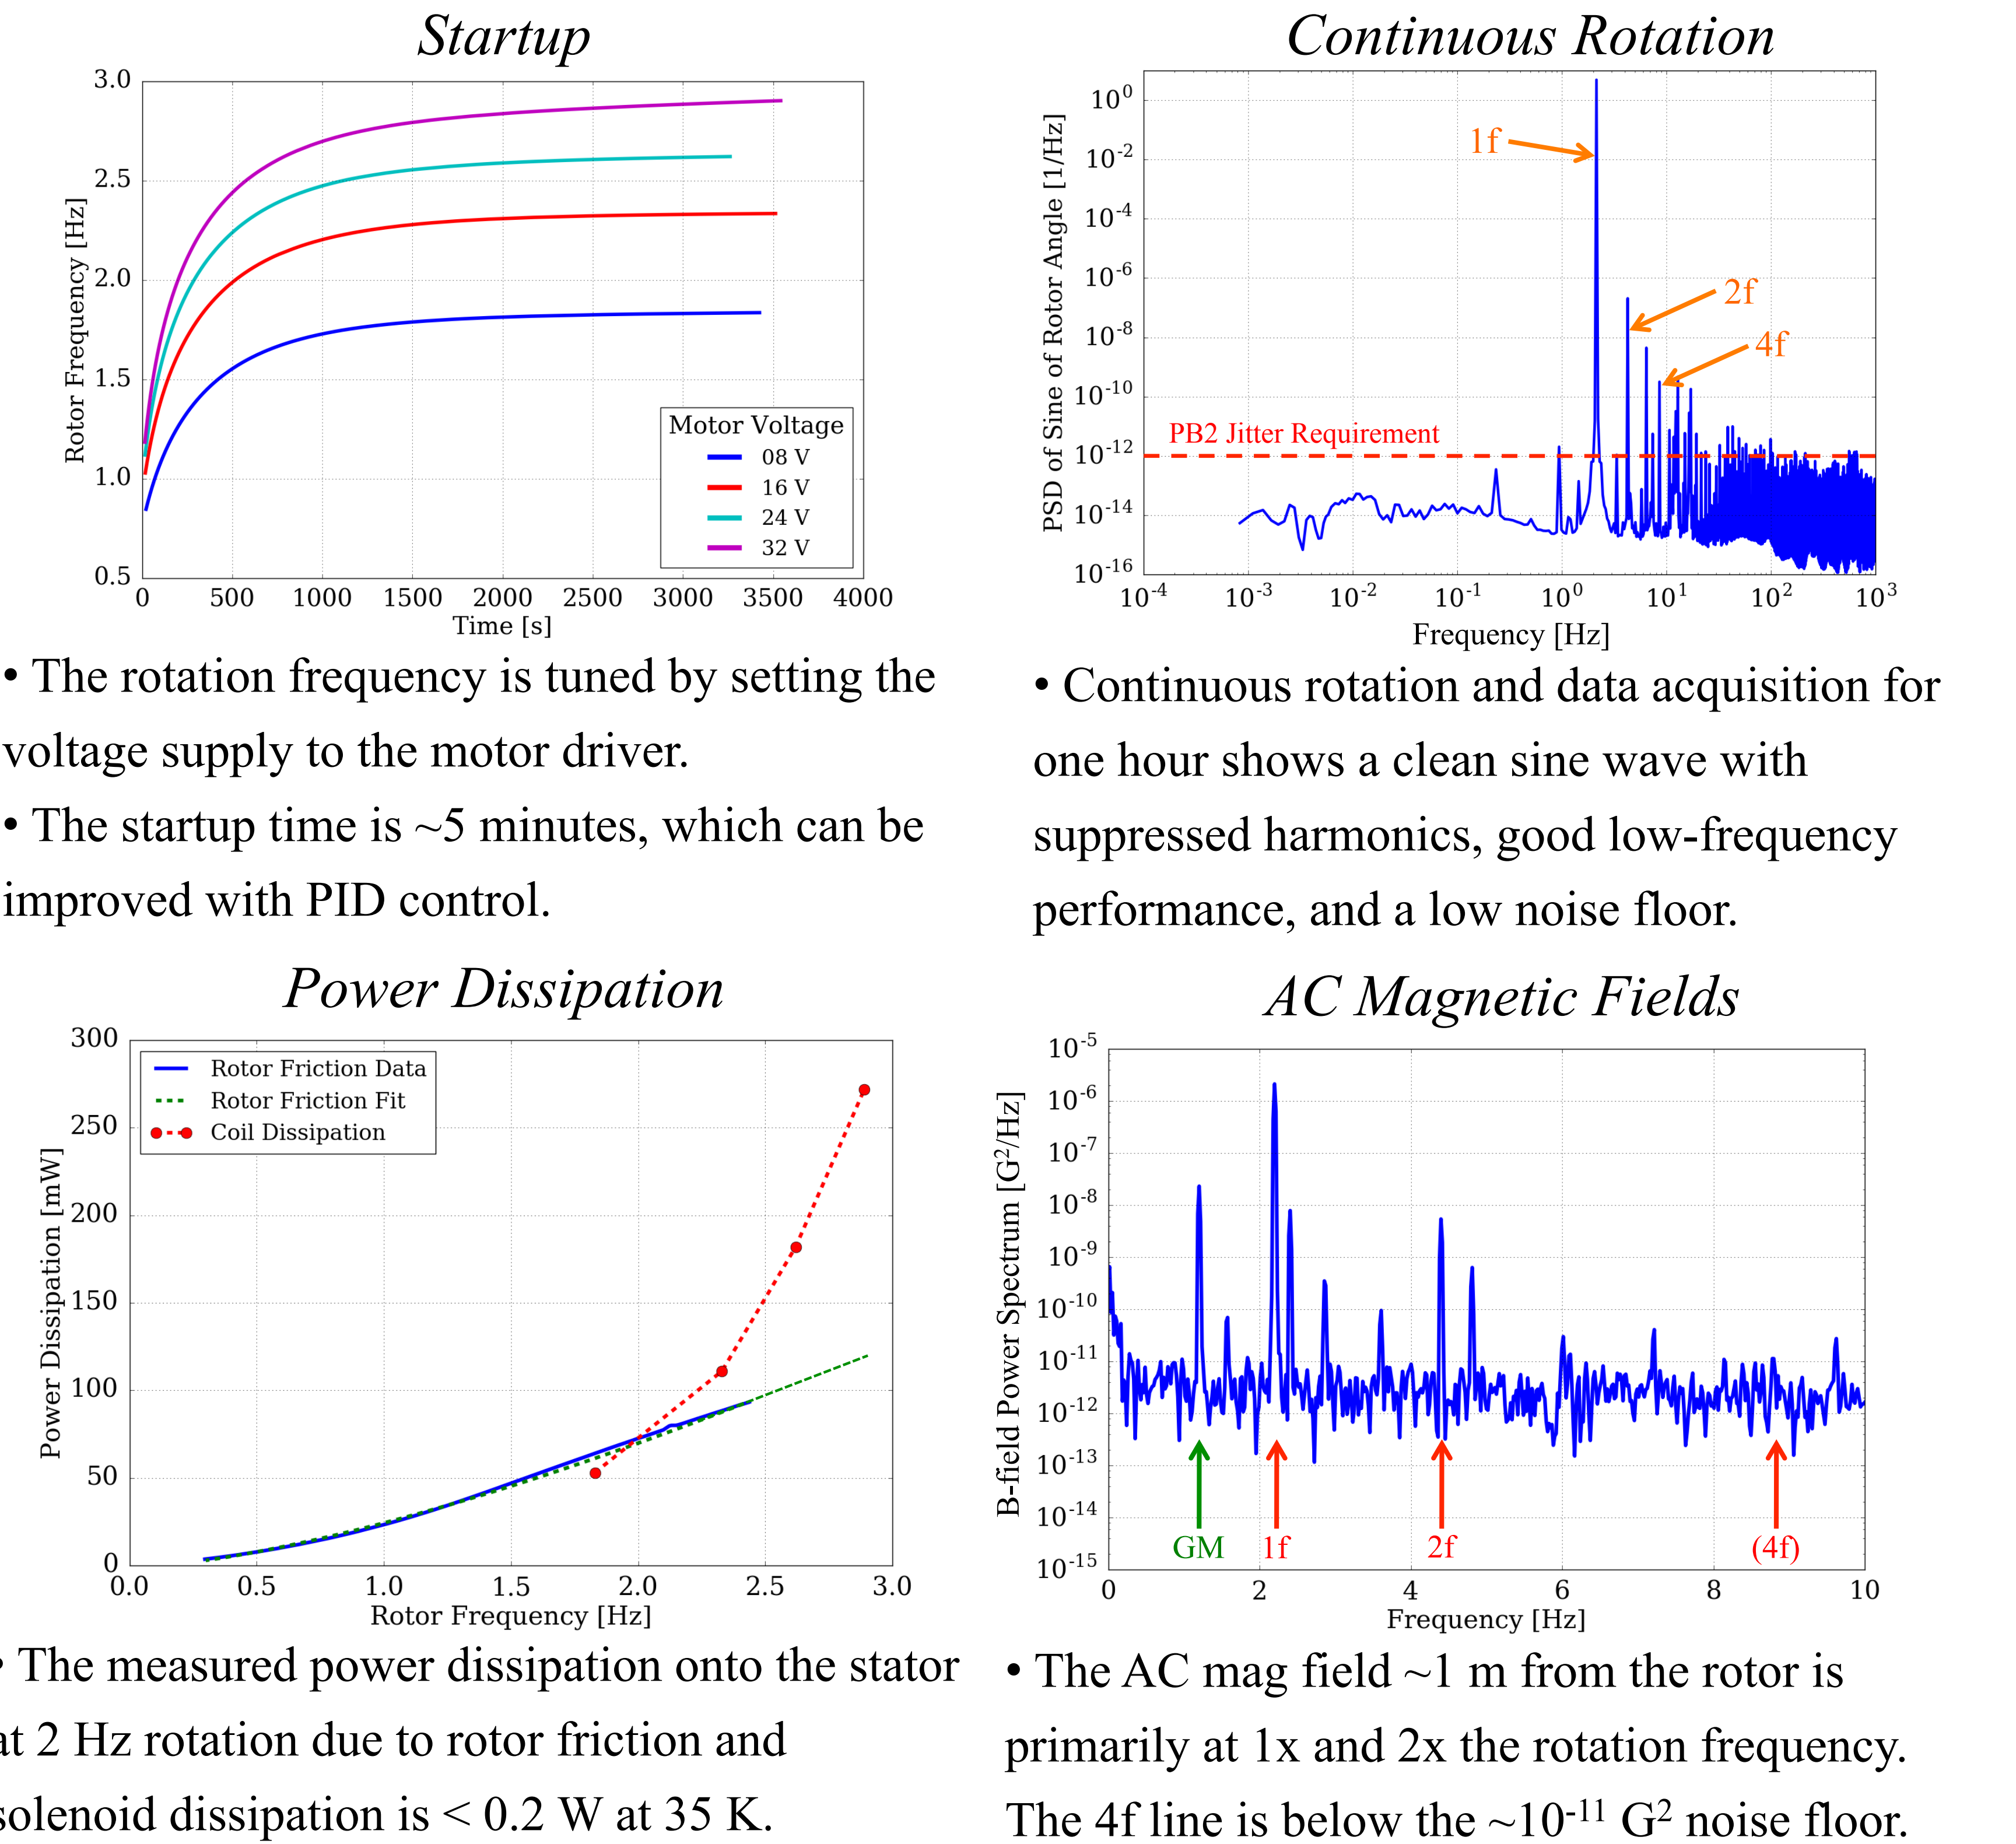 Startup
3.0
2.5
2.0
1.5
1.0
0.5
Rotor Frequency [Hz]
Motor Voltage
08 V
16 V
24 V
32 V
0 500 1000 1500 2000 2500 3000 3500 4000
Time [s]
• The rotation frequency is tuned by setting the
voltage supply to the motor driver.
• The startup time is ~5 minutes, which can be
improved with PID control.
Continuous Rotation
10⁰
10⁻²
10⁻⁴
10⁻⁶
10⁻⁸
10⁻¹⁰
10⁻¹²
10⁻¹⁴
10⁻¹⁶
PSD of Sine of Rotor Angle [1/Hz]
1f
2f
4f
PB2 Jitter Requirement
10⁻⁴ 10⁻³ 10⁻² 10⁻¹ 10⁰ 10¹ 10² 10³
Frequency [Hz]
• Continuous rotation and data acquisition for
one hour shows a clean sine wave with
suppressed harmonics, good low-frequency
performance, and a low noise floor.
Power Dissipation
300
250
200
150
100
50
0
Power Dissipation [mW]
Rotor Friction Data
Rotor Friction Fit
Coil Dissipation
0.0 0.5 1.0 1.5 2.0 2.5 3.0
Rotor Frequency [Hz]
• The measured power dissipation onto the stator
at 2 Hz rotation due to rotor friction and
solenoid dissipation is < 0.2 W at 35 K.
AC Magnetic Fields
10⁻⁵
10⁻⁶
10⁻⁷
10⁻⁸
10⁻⁹
10⁻¹⁰
10⁻¹¹
10⁻¹²
10⁻¹³
10⁻¹⁴
10⁻¹⁵
B-field Power Spectrum [G²/Hz]
GM 1f 2f (4f)
0 2 4 6 8 10
Frequency [Hz]
• The AC mag field ~1 m from the rotor is
primarily at 1x and 2x the rotation frequency.
The 4f line is below the ~10⁻¹¹ G² noise floor.